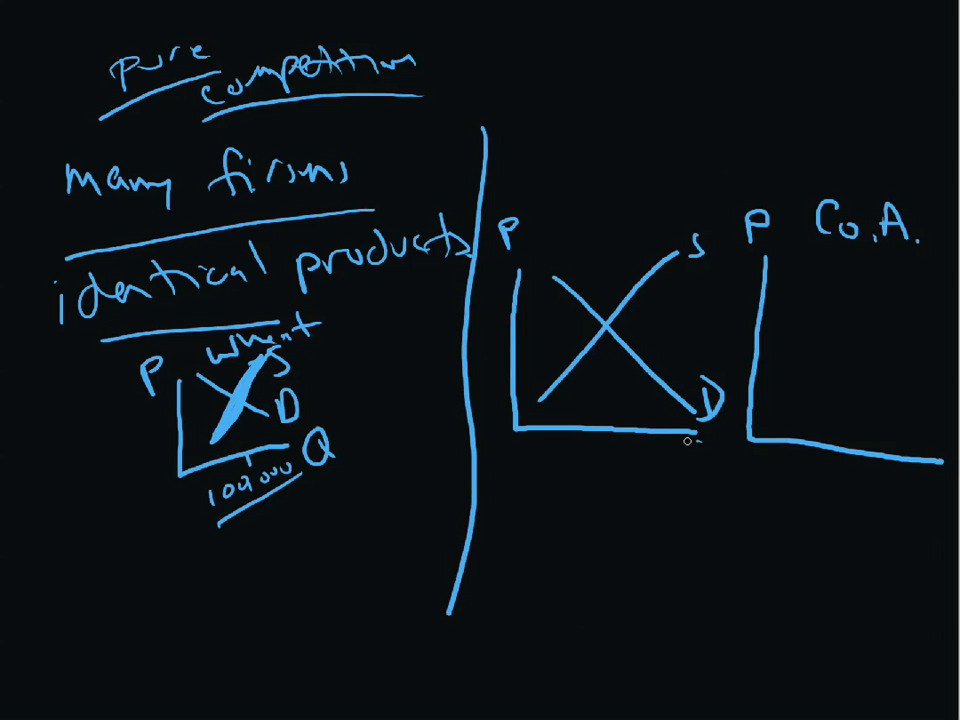 pure
competition
many firms
identical products
wheat
P
S
D
Q
100,000
P
S
D
P Co. A.